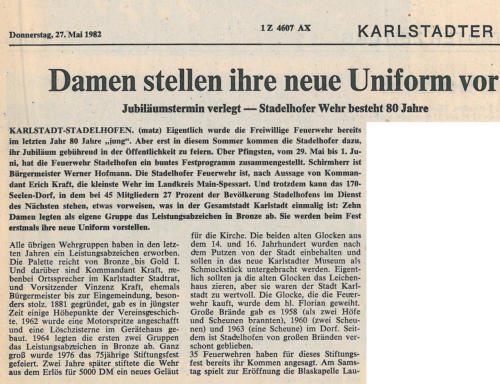 Donnerstag, 27. Mai 1982
1 Z 4607 AX
KARLSTADTER
Damen stellen ihre neue Uniform vor
Jubiläumstermin verlegt — Stadelhofer Wehr besteht 80 Jahre
KARLSTADT-STADELHOFEN. (matz) Eigentlich wurde die Freiwillige Feuerwehr bereits
im letzten Jahr 80 Jahre „jung". Aber erst in diesem Sommer kommen die Stadelhofer dazu,
ihr Jubiläum gebührend in der Öffentlichkeit zu feiern. Über Pfingsten, vom 29. Mai bis 1. Ju-
ni, hat die Feuerwehr Stadelhofen ein buntes Festprogramm zusammengestellt. Schirmherr ist
Bürgermeister Werner Hofmann. Die Stadelhofer Feuerwehr ist, nach Aussage von Komman-
dant Erich Kraft, die kleinste Wehr im Landkreis Main-Spessart. Und trotzdem kann das 170-
Seelen-Dorf, in dem bei 45 Mitgliedern 27 Prozent der Bevölkerung Stadelhofens im Dienst
des Nächsten stehen, etwas vorweisen, was in der Gesamtstadt Karlstadt einmalig ist: Zehn
Damen legten als eigene Gruppe das Leistungsabzeichen in Bronze ab. Sie werden beim Fest
erstmals ihre neue Uniform vorstellen.
Alle übrigen Wehrgruppen haben in den letz-
ten Jahren ein Leistungsabzeichen erworben.
Die Palette reicht von Bronze bis Gold I.
Und darüber sind Kommandant Kraft, ne-
benbei Ortssprecher im Karlstadter Stadtrat,
und Vorsitzender Vinzenz Kraft, ehemals
Bürgermeister bis zur Eingemeindung, beson-
ders stolz. 1881 gegründet, gab es in jüngster
Zeit einige Höhepunkte der Vereinsgeschich-
te. 1962 wurde eine Motorspritze angeschafft
und eine Löschzisterne im Gerätehaus ge-
baut. 1964 legten die ersten zwei Gruppen
das Leistungsabzeichen in Bronze ab. Ganz
groß wurde 1976 das 75jährige Stiftungsfest
gefeiert. Zwei Jahre später stiftete die Wehr
aus dem Erlös für 5000 DM ein neues Geläut
für die Kirche. Die beiden alten Glocken aus
dem 14. und 16. Jahrhundert wurden nach
dem Putzen von der Stadt einbehalten und
sollen in das neue Karlstadter Museum als
Schmuckstück untergebracht werden. Eigent-
lich sollten ja die alten Glocken das Leichen-
haus zieren, aber sie waren der Stadt Karl-
stadt zu wertvoll. Die Glocke, die die Feuer-
wehr kauft, wurde dem hl. Florian geweiht.
Große Brände gab es 1958 (als zwei Höfe
und Scheunen brannten), 1960 (zwei Scheu-
nen) und 1963 (eine Scheune) im Dorf. Seit-
dem ist Stadelhofen von großen Bränden ver-
schont geblieben.
35 Feuerwehren haben für dieses Stiftungs-
fest bereits ihr Kommen angesagt. Am Sams-
tag spielt zur Eröffnung die Blaskapelle Lau-